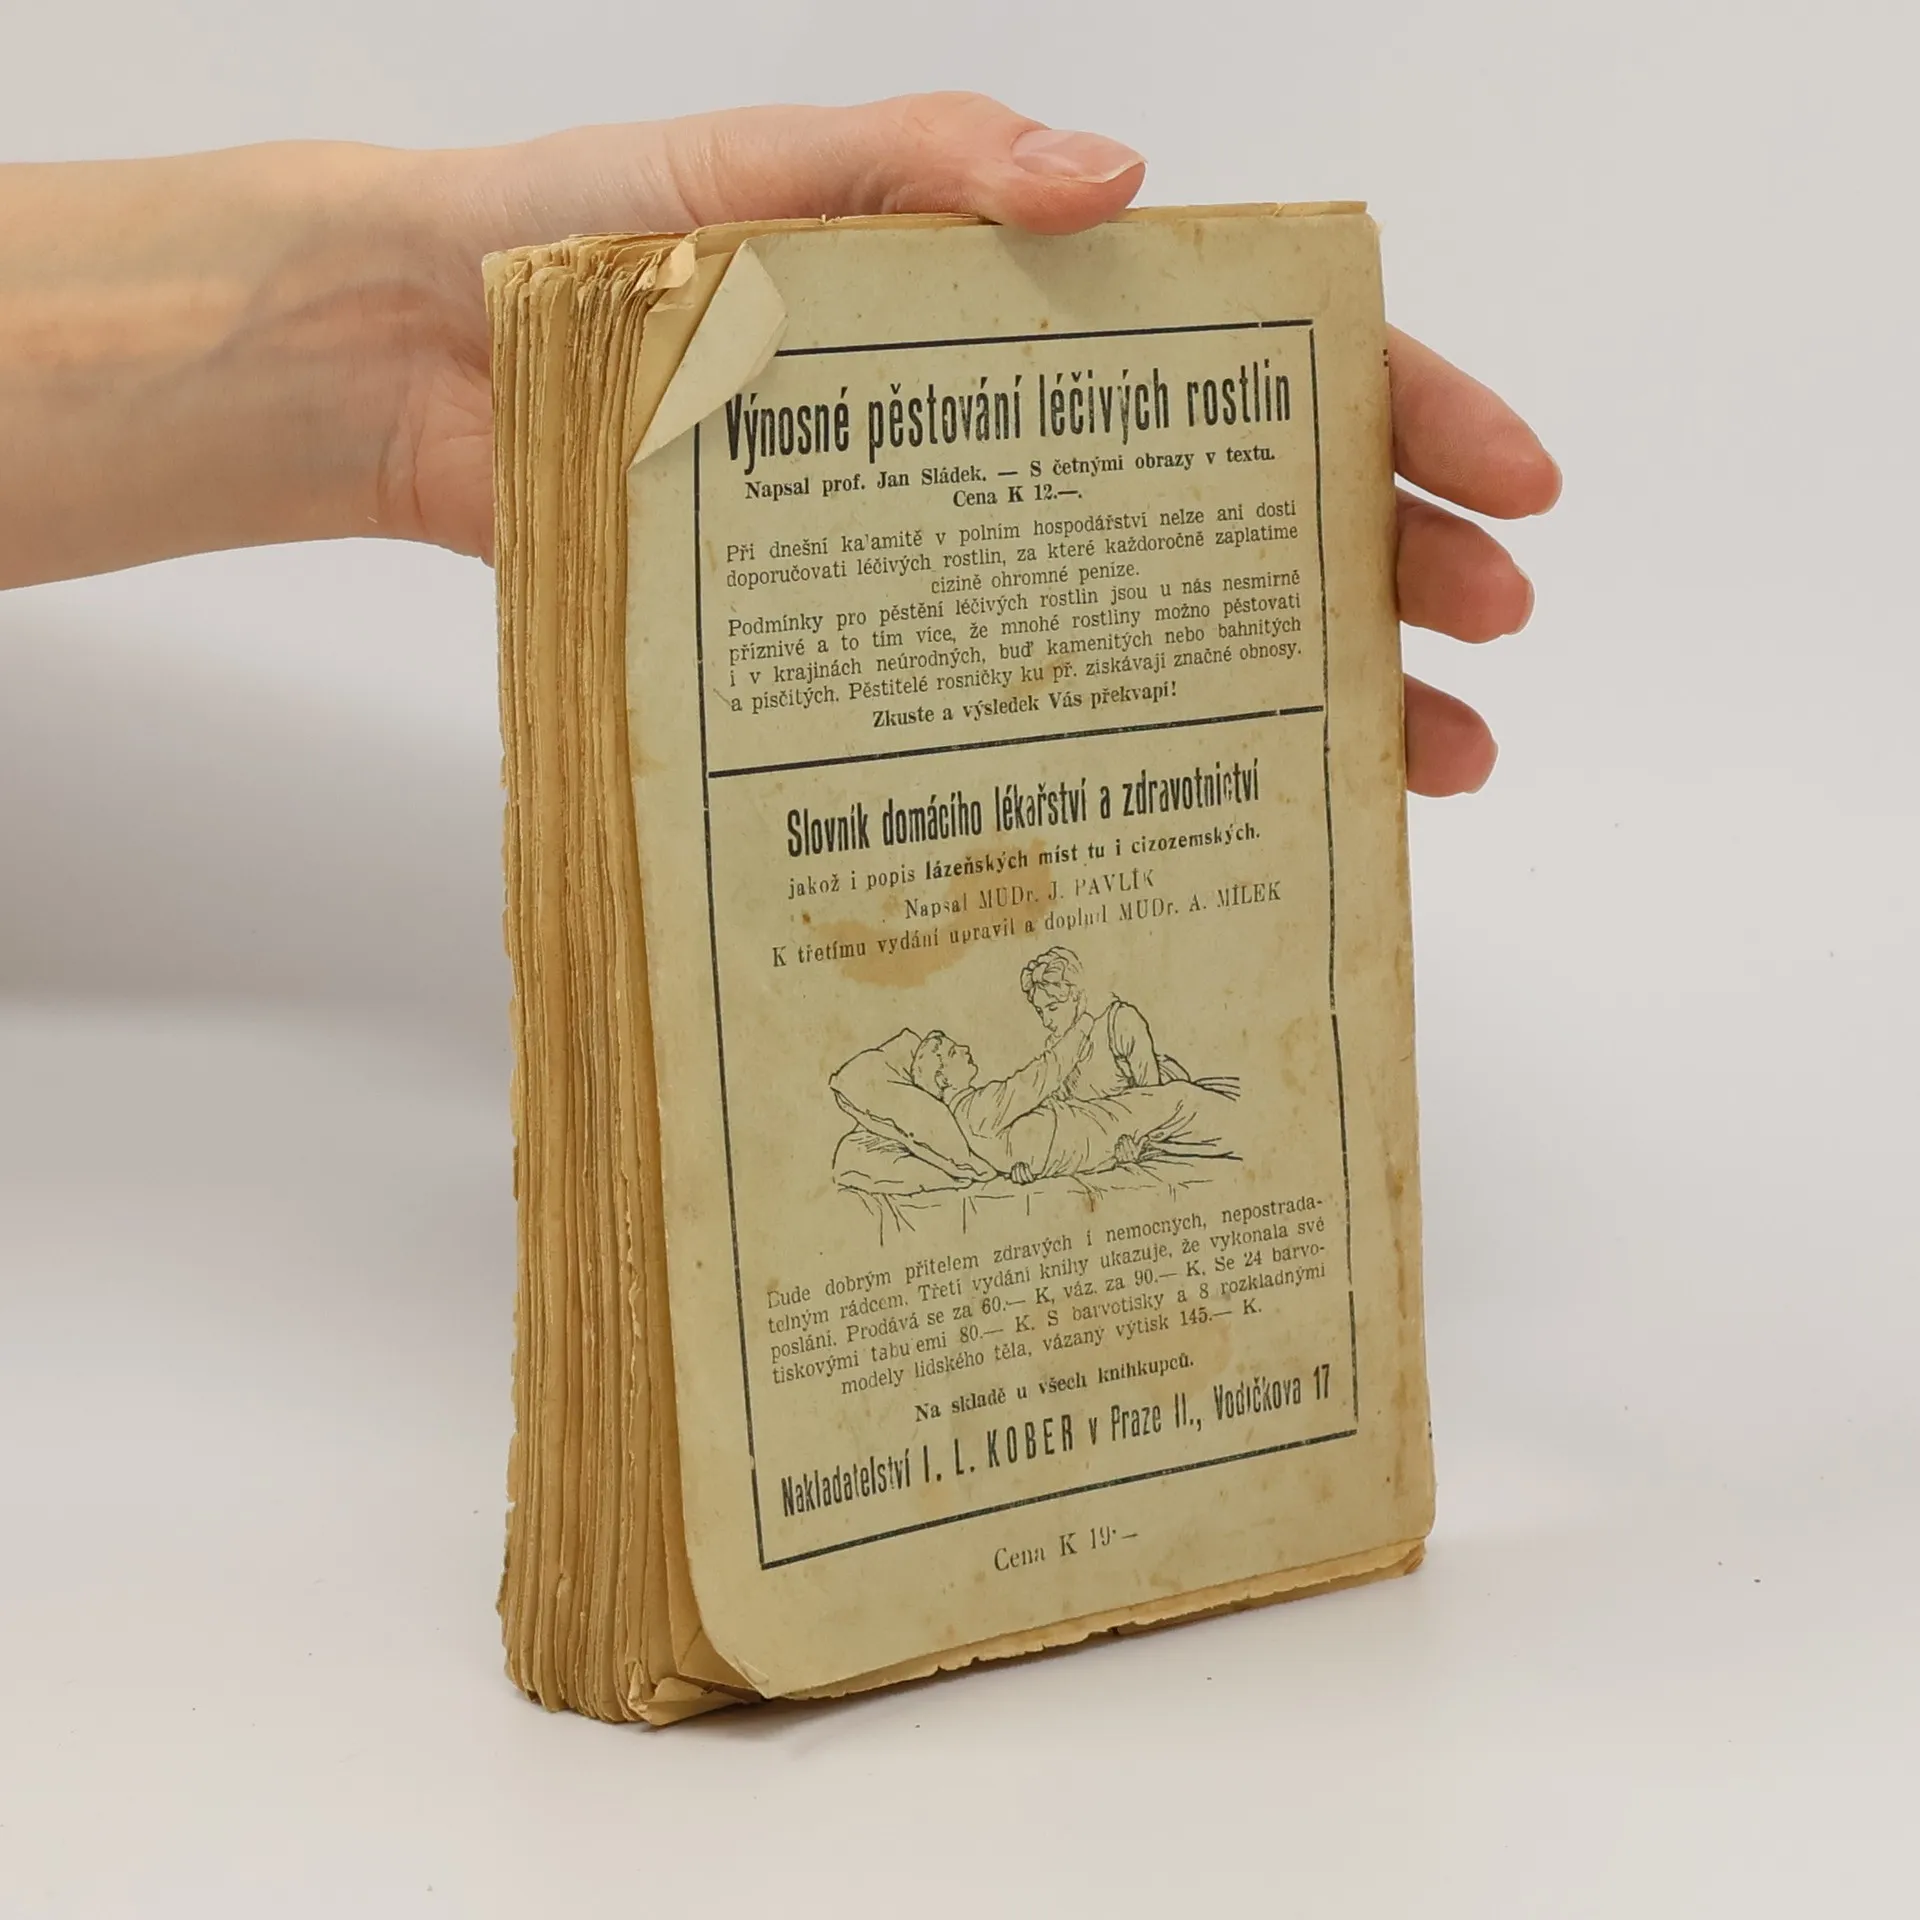 Výnosné pěstování léčivých rostlin
Napsal prof. Jan Sládek. — S četnými obrazy v textu.
Cena K 12.—.
Při dnešní ka'amitě v polním hospodářství nelze ani dosti
doporučovati léčivých rostlin, za které každoročně zaplatíme
cizině ohromné peníze.
Podmínky pro pěstění léčivých rostlin jsou u nás nesmírně
příznivé a to tím více, že mnohé rostliny možno pěstovati
i v krajinách neúrodných, buď kamenitých nebo bahnitých
a písčitých. Pěstitelé rosničky ku př. získávají značné obnosy.
Zkuste a výsledek Vás překvapí!
Slovník domácího lékařství a zdravotnictví
jakož i popis lázeňských míst tu i cizozemských.
Napsal MUDr. J. PAVLÍK
K třetímu vydání upravil a doplnil MUDr. A. MÍLEK
Bude dobrým přítelem zdravých i nemocných, nepostrada-
telným rádcem. Třetí vydání knihy ukazuje, že vykonala své
poslání. Prodává se za 60.— K, váz. za 90.— K. Se 24 barvo-
tiskovými tabu emi 80.— K. S barvotisky a 8 rozkladnými
modely lidského těla, vázaný výtisk 145.— K.
Na skladě u všech knihkupců.
Nakladatelství I. L. KOBER v Praze II., Vodičkova 17
Cena K 19·—